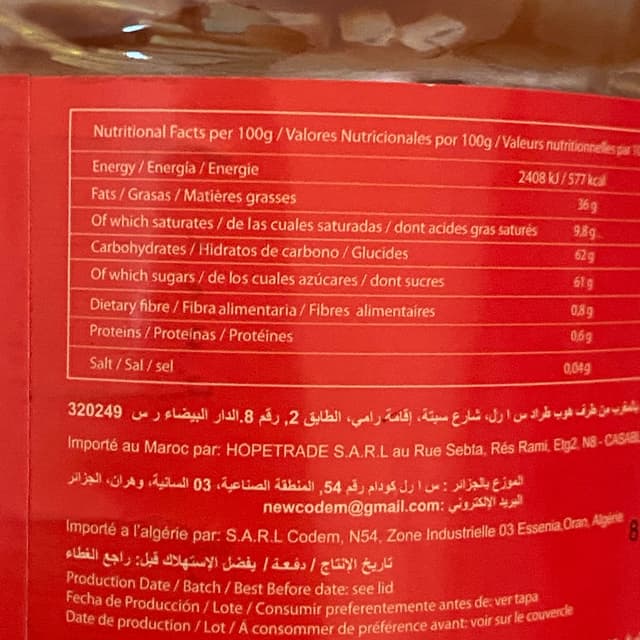 Nutritional Facts per 100g / Valores Nutricionales por 100g / Valeurs nutritionnelles par
Energy / Energía / Energie 2408 kJ / 577 kcal
Fats / Grasas / Matières grasses 36 g
Of which saturates / de las cuales saturadas / dont acides gras saturés 9,8 g
Carbohydrates / Hidratos de carbono / Glucides 62 g
Of which sugars / de los cuales azúcares / dont sucres 61 g
Dietary fibre / Fibra alimentaria / Fibres alimentaires 0,8 g
Proteins / Proteínas / Protéines 0,6 g
Salt / Sal / sel 0,04 g
من طرف هوب طراد س ا رل، شارع سبتة، إقامة رامي، الطابق 2, رقم 8.الدار البيضاء ر س 320249
Importé au Maroc par: HOPETRADE S.A.R.L au Rue Sebta, Rés Rami, Etg2, N8 -
الموزع بالجزائر : س ا رل كودام رقم 54, المنطقة الصناعية، 03 السانية، وهران، الجزائر
البريد الإلكتروني :newcodem@gmail.com
Importé a l'algérie par: S.A.R.L Codem, N54, Zone Industrielle 03 Essenia, Oran, Algérie
تاريخ الإنتاج / دفعة / يفضل الإستهلاك قبل: راجع الغطاء
Production Date / Batch / Best Before date: see lid
Fecha de Producción / Lote / Consumir preferentemente antes de: ver tapa
Date de production / Lot / À consommer de préférence avant: voir sur le couvercle